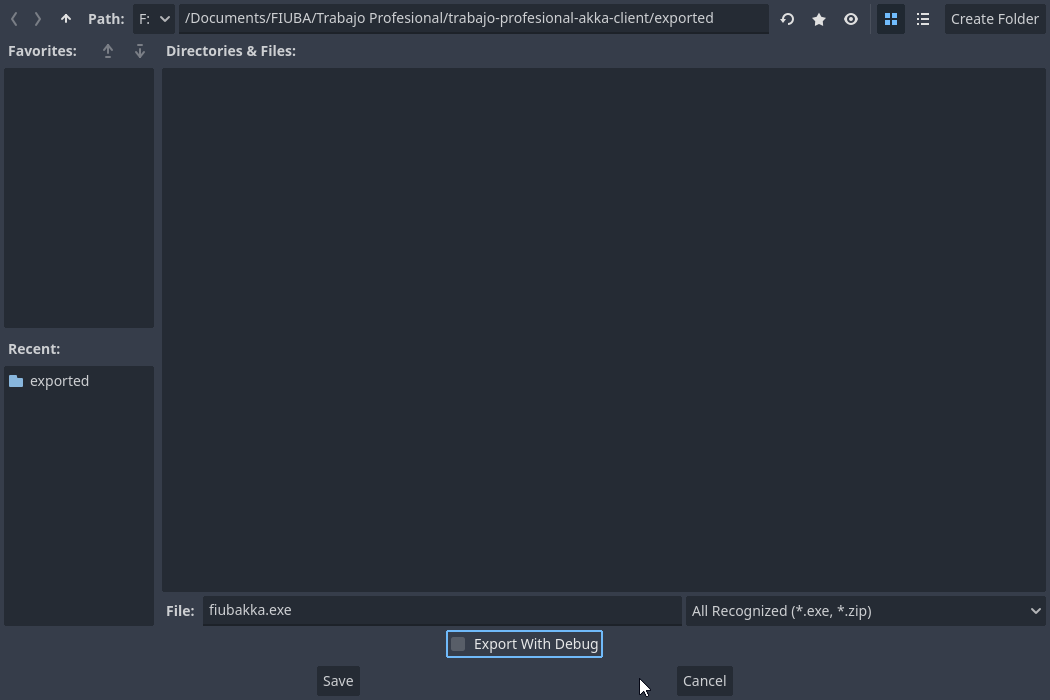 Path: F: /Documents/FIUBA/Trabajo Profesional/trabajo-profesional-akka-client/exported Create Folder
Favorites: Directories & Files:
Recent:
exported
File: fiubakka.exe All Recognized (*.exe, *.zip)
Export With Debug
Save Cancel